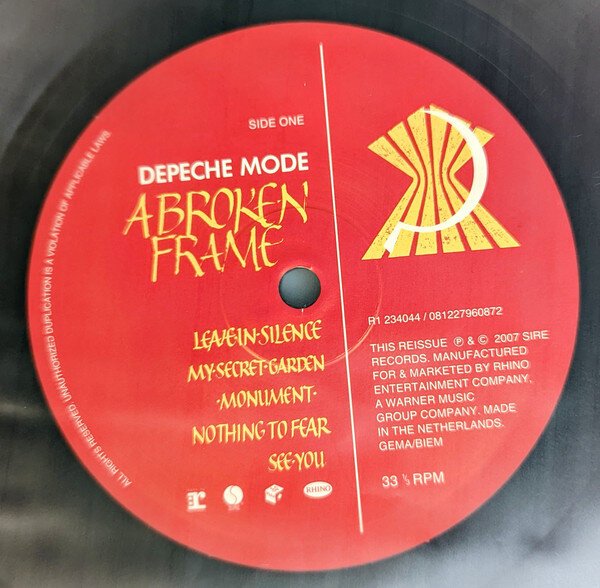 SIDE ONE
DEPECHE MODE
A BROKEN
FRAME
LEAVE·IN·SILENCE
MY·SECRET·GARDEN
·MONUMENT·
NOTHING TO FEAR
SEE·YOU
RHINO
R1 234044 / 081227960872
THIS REISSUE ℗ & © 2007 SIRE
RECORDS. MANUFACTURED
FOR & MARKETED BY RHINO
ENTERTAINMENT COMPANY,
A WARNER MUSIC
GROUP COMPANY. MADE
IN THE NETHERLANDS.
GEMA/BIEM
33 ⅓ RPM
ALL RIGHTS RESERVED. UNAUTHORIZED DUPLICATION IS A VIOLATION OF APPLICABLE LAWS.